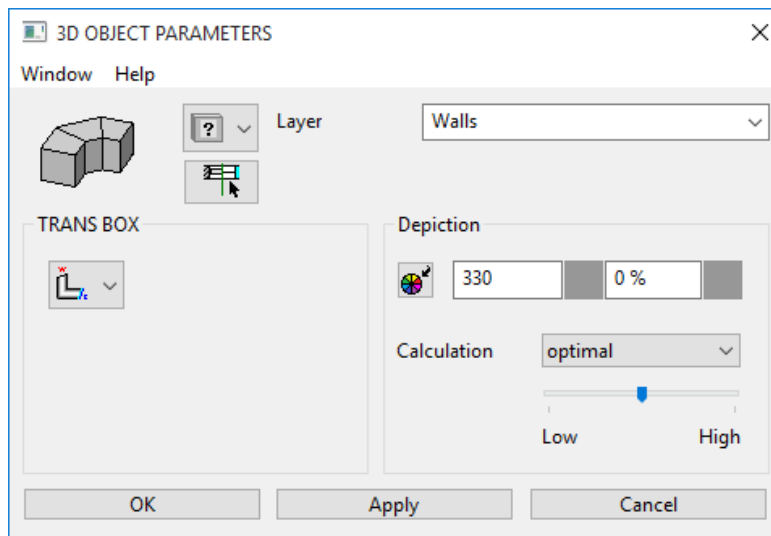 3D OBJECT PARAMETERS
Window Help
Layer Walls
TRANS BOX
Depiction
330 0 %
Calculation optimal
Low High
OK Apply Cancel